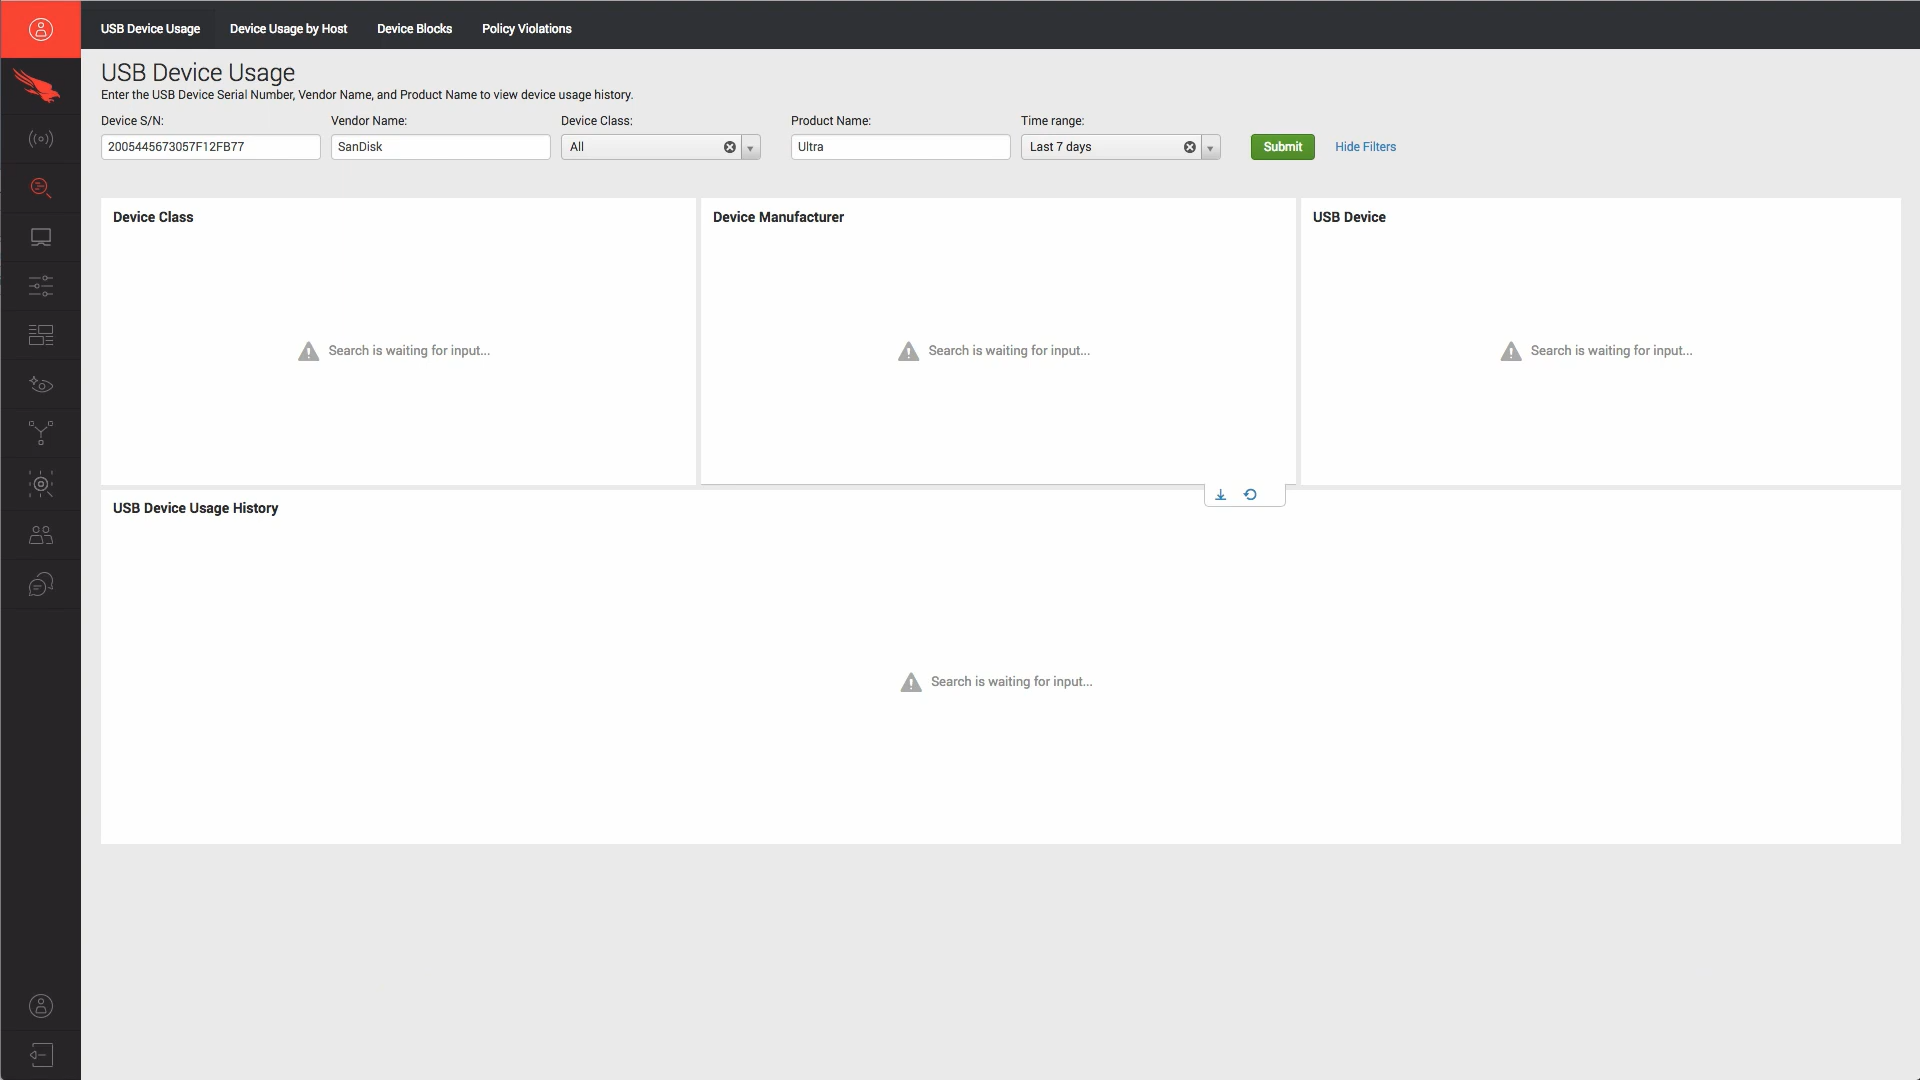 USB Device Usage
Device Usage by Host
Device Blocks
Policy Violations
USB Device Usage
Enter the USB Device Serial Number, Vendor Name, and Product Name to view device usage history.
Device S/N:
Vendor Name:
Device Class:
Product Name:
Time range:
2005445673057F12FB77
SanDisk
All
Ultra
Last 7 days
Submit
Hide Filters
Device Class
Device Manufacturer
USB Device
Search is waiting for input...
Search is waiting for input...
Search is waiting for input...
USB Device Usage History
Search is waiting for input...